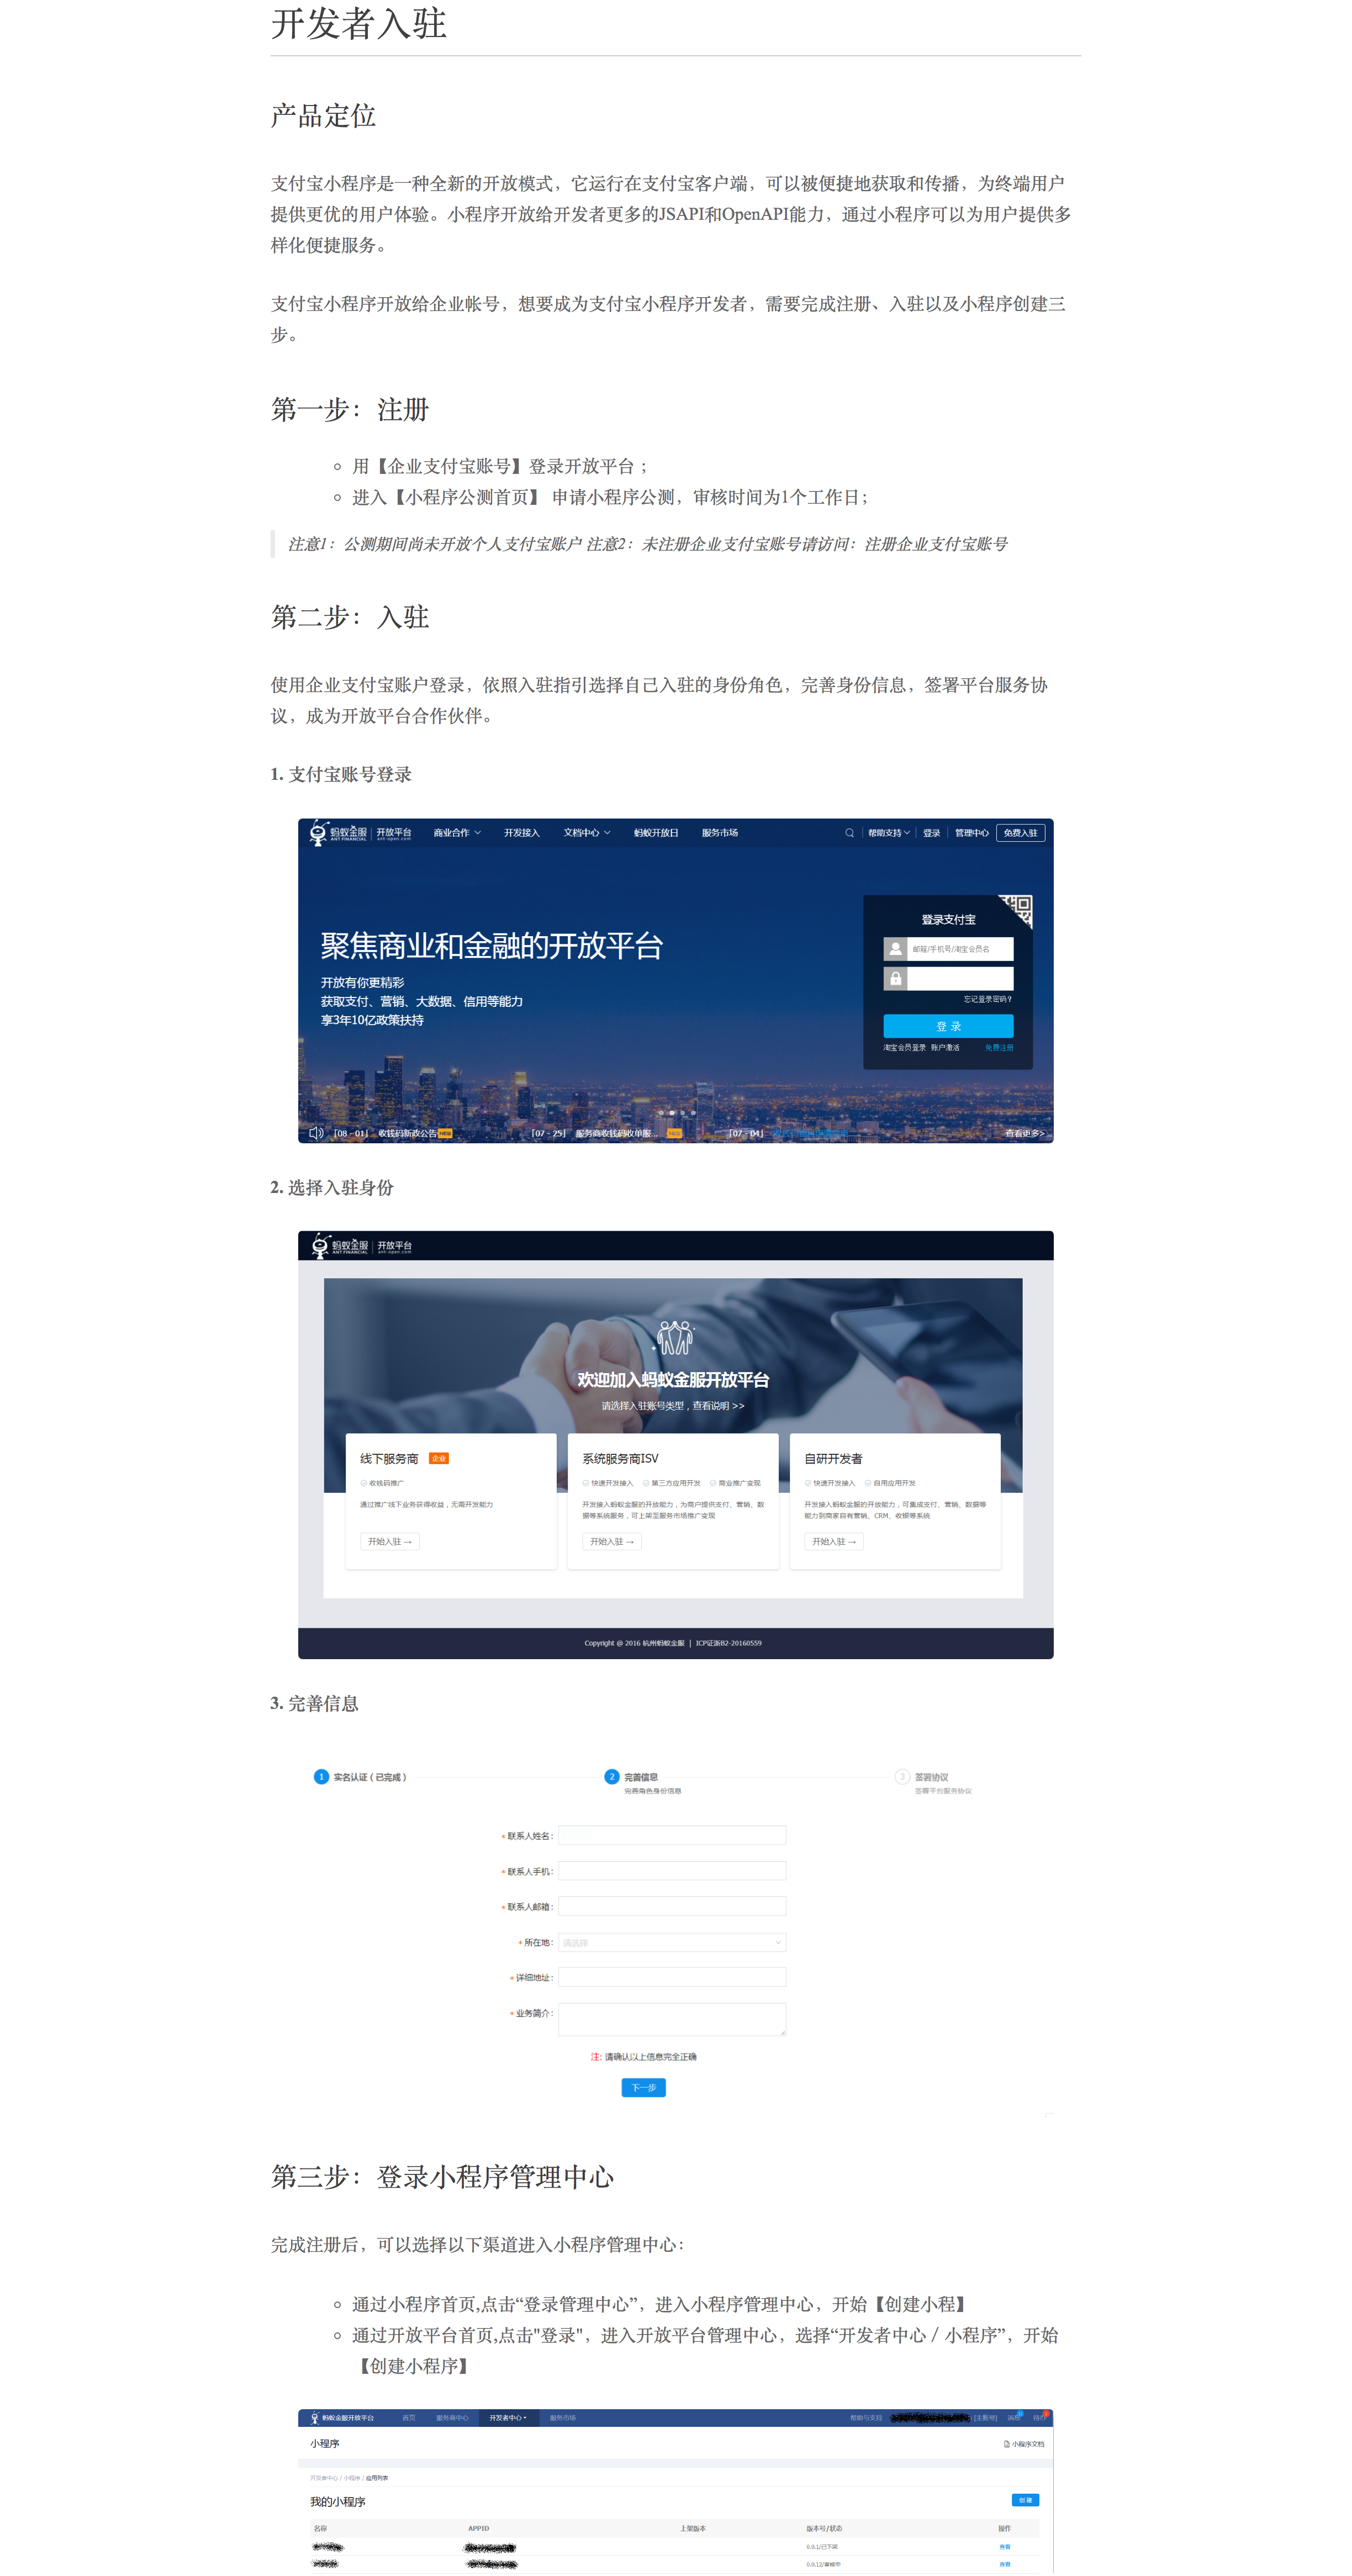 开发者入驻
产品定位
支付宝小程序是一种全新的开放模式，它运行在支付宝客户端，可以被便捷地获取和传播，为终端用户
提供更优的用户体验。小程序开放给开发者更多的JSAPI和OpenAPI能力，通过小程序可以为用户提供多
样化便捷服务。
支付宝小程序开放给企业帐号，想要成为支付宝小程序开发者，需要完成注册、入驻以及小程序创建三
步。
第一步：注册
用【企业支付宝账号】登录开放平台 ；
进入【小程序公测首页】 申请小程序公测，审核时间为1个工作日；
注意1：公测期间尚未开放个人支付宝账户 注意2：未注册企业支付宝账号请访问：注册企业支付宝账号
第二步：入驻
使用企业支付宝账户登录，依照入驻指引选择自己入驻的身份角色，完善身份信息，签署平台服务协
议，成为开放平台合作伙伴。
1. 支付宝账号登录
蚂蚁金服 ANT FINANCIAL 开放平台 ant-open.com 商业合作 开发接入 文档中心 蚂蚁开放日 服务市场 帮助支持 登录 管理中心 免费入驻
登录支付宝
聚焦商业和金融的开放平台
邮箱/手机号/淘宝会员名
开放有你更精彩
获取支付、营销、大数据、信用等能力
忘记登录密码？
享3年10亿政策扶持
登 录
淘宝会员登录 账户激活 免费注册
「08 - 01」 收钱码新政公告 NEW 「07 - 25」 服务商收钱码收单服... NEW 「07 - 04」 查看更多>
2. 选择入驻身份
蚂蚁金服 ANT FINANCIAL 开放平台 ant-open.com
欢迎加入蚂蚁金服开放平台
请选择入驻账号类型，查看说明 >>
线下服务商 企业 系统服务商ISV 自研开发者
收钱码推广 快速开发接入 第三方应用开发 商业推广变现 快速开发接入 自用应用开发
通过推广线下业务获得收益，无需开发能力 开发接入蚂蚁金服的开放能力，为商户提供支付、营销、数 开发接入蚂蚁金服的开放能力，可集成支付、营销、数据等
据等系统服务，可上架至服务市场推广变现 能力到商家自有营销、CRM、收银等系统
开始入驻 → 开始入驻 → 开始入驻 →
Copyright @ 2016 杭州蚂蚁金服 | ICP证浙B2-20160559
3. 完善信息
1 实名认证（已完成） 2 完善信息 3 签署协议
完善角色身份信息 签署平台服务协议
* 联系人姓名：
* 联系人手机：
* 联系人邮箱：
* 所在地： 请选择
* 详细地址：
* 业务简介：
注: 请确认以上信息完全正确
下一步
第三步：登录小程序管理中心
完成注册后，可以选择以下渠道进入小程序管理中心：
通过小程序首页,点击“登录管理中心”，进入小程序管理中心，开始【创建小程】
通过开放平台首页,点击"登录"，进入开放平台管理中心，选择“开发者中心 / 小程序”，开始
【创建小程序】
蚂蚁金服开放平台 首页 服务商中心 开发者中心 服务市场 帮助与支持 [主账号] 消息 待办
小程序 小程序文档
开发者中心 / 小程序 / 应用列表
我的小程序 创 建
名称 APPID 上架版本 版本号/状态 操作
0.0.1/已下架 查看
0.0.12/审核中 查看